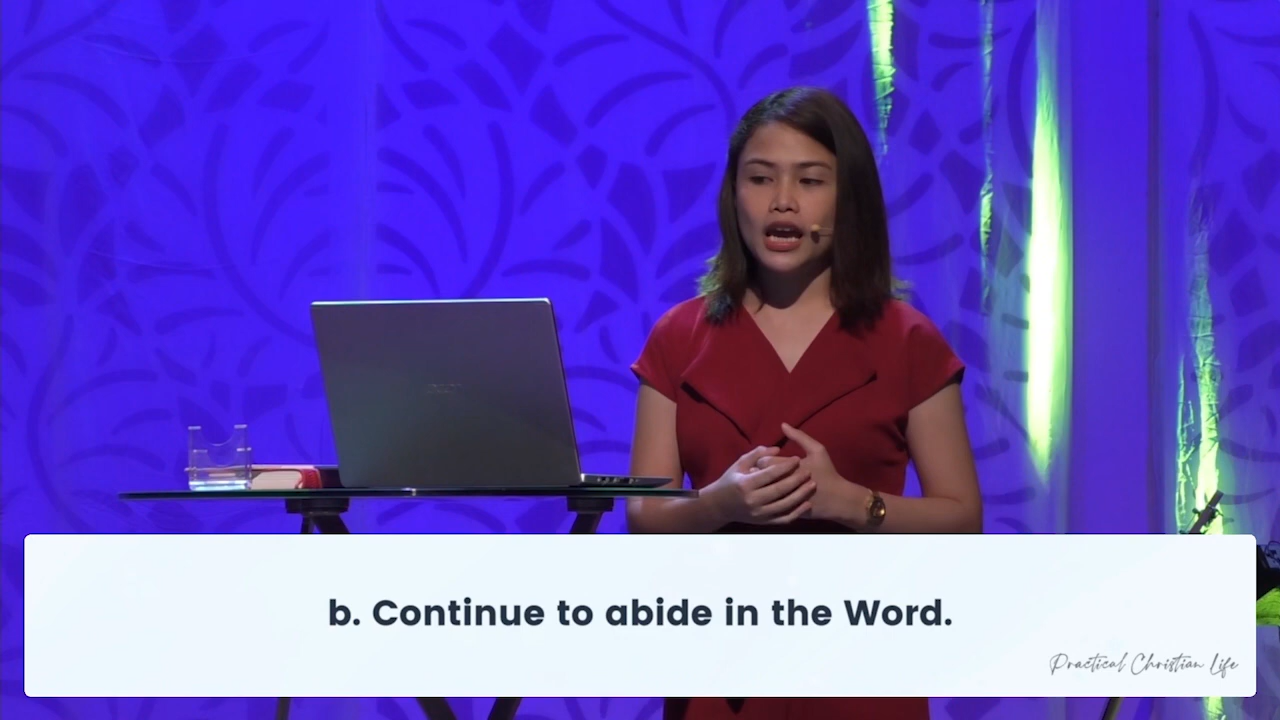 b. Continue to abide in the Word.
Practical Christian Life